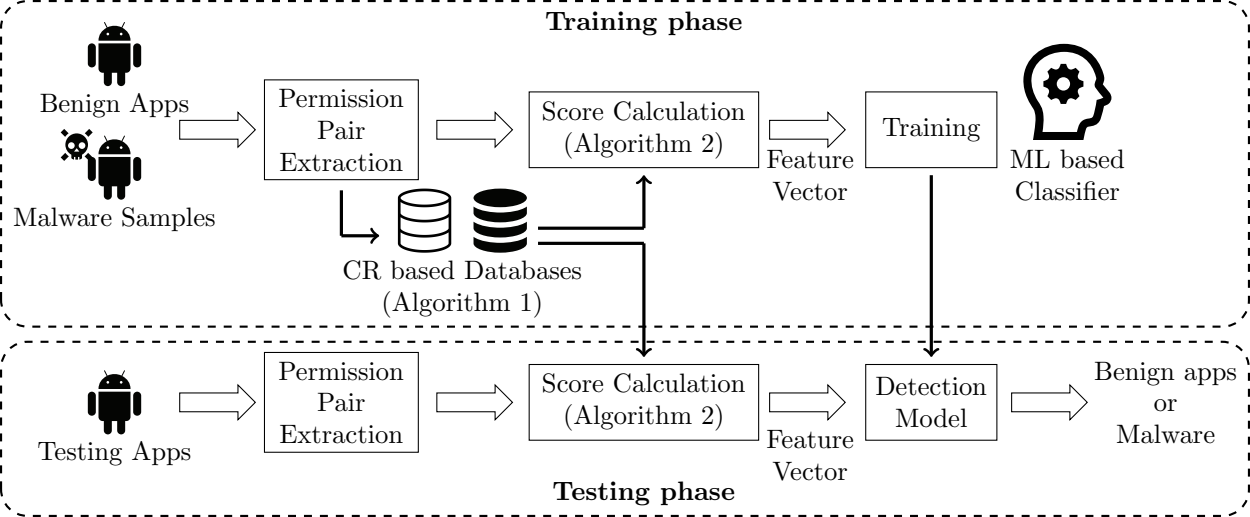 Training phase
Benign Apps
Malware Samples
Permission
Pair
Extraction
CR based Databases
(Algorithm 1)
Score Calculation
(Algorithm 2)
Feature
Vector
Training
ML based
Classifier
Testing Apps
Permission
Pair
Extraction
Score Calculation
(Algorithm 2)
Feature
Vector
Detection
Model
Benign apps
or
Malware
Testing phase